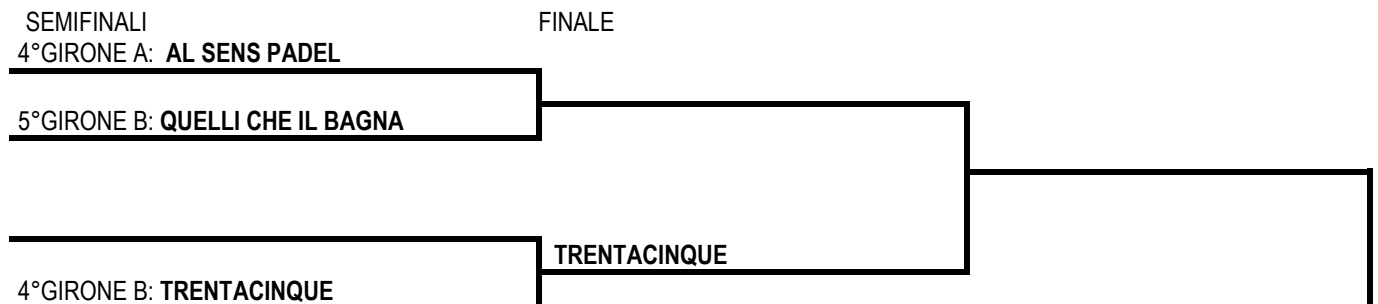 SEMIFINALI FINALE
4°GIRONE A: AL SENS PADEL
5°GIRONE B: QUELLI CHE IL BAGNA
TRENTACINQUE
4°GIRONE B: TRENTACINQUE